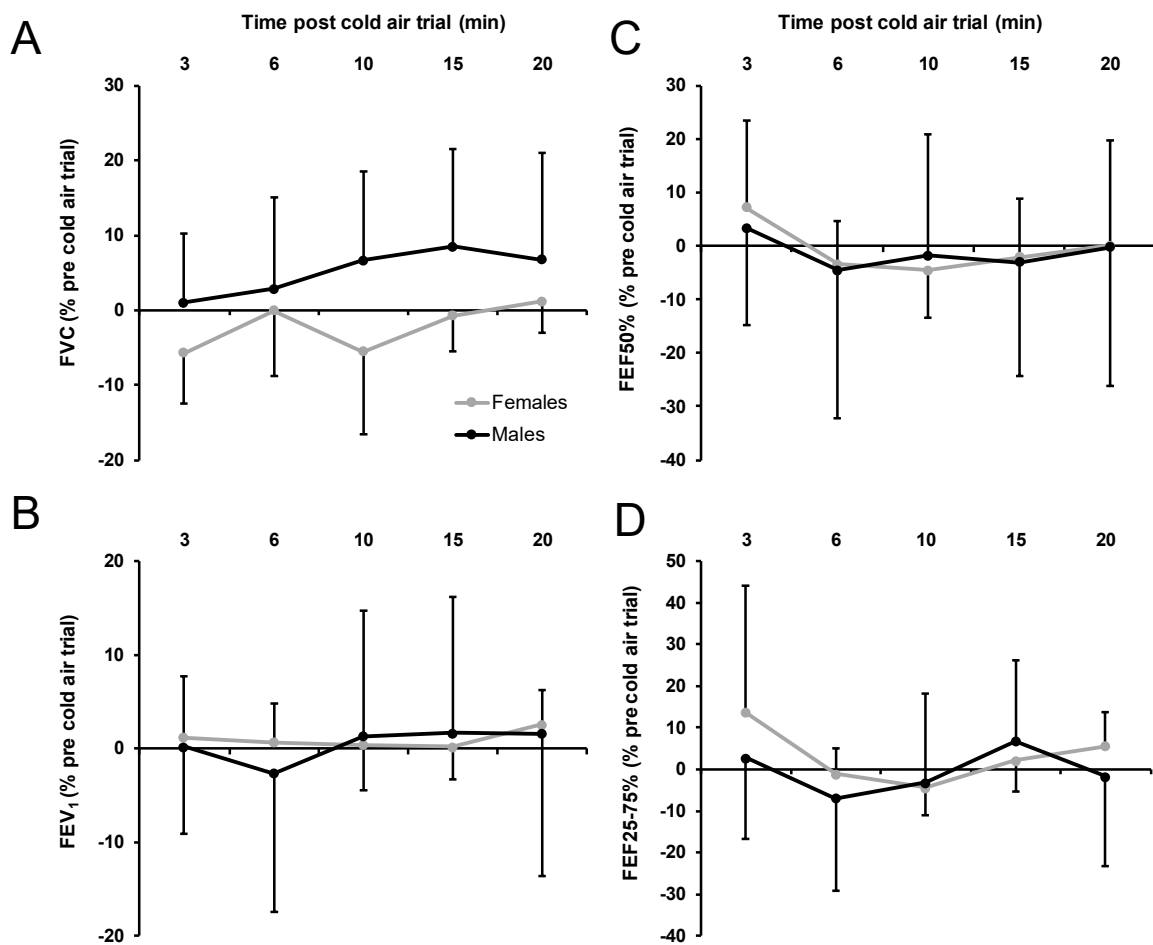 A
Time post cold air trial (min)
3 6 10 15 20
30
20
10
0
-10
-20
FVC (% pre cold air trial)
Females
Males
B
3 6 10 15 20
20
10
0
-10
-20
FEV₁ (% pre cold air trial)
C
Time post cold air trial (min)
3 6 10 15 20
30
20
10
0
-10
-20
-30
-40
FEF50% (% pre cold air trial)
D
3 6 10 15 20
50
40
30
20
10
0
-10
-20
-30
-40
FEF25-75% (% pre cold air trial)